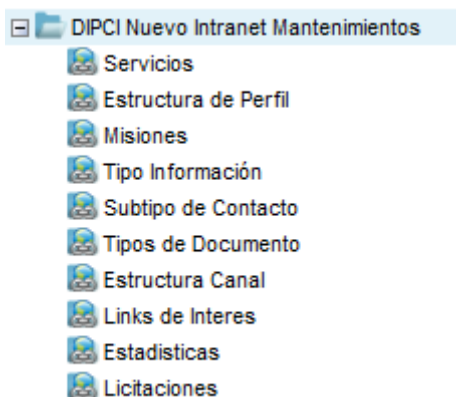 DIPCI Nuevo Intranet Mantenimientos
Servicios
Estructura de Perfil
Misiones
Tipo Información
Subtipo de Contacto
Tipos de Documento
Estructura Canal
Links de Interes
Estadisticas
Licitaciones